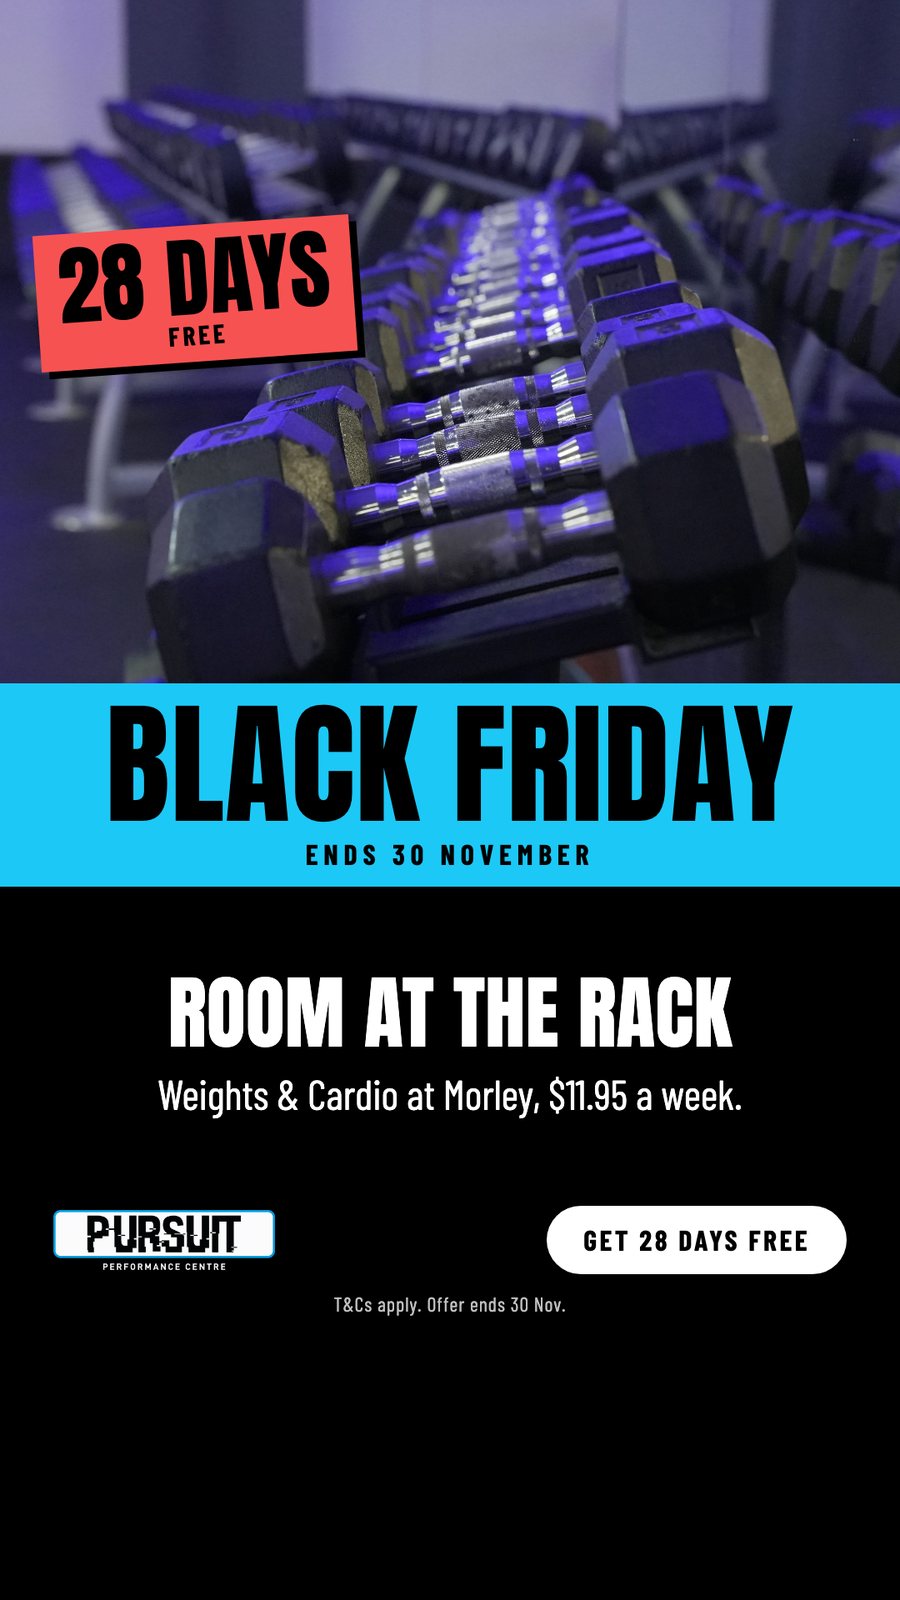 28 DAYS
FREE
BLACK FRIDAY
ENDS 30 NOVEMBER
ROOM AT THE RACK
Weights & Cardio at Morley, $11.95 a week.
PURSUIT
PERFORMANCE CENTRE
GET 28 DAYS FREE
T&Cs apply. Offer ends 30 Nov.